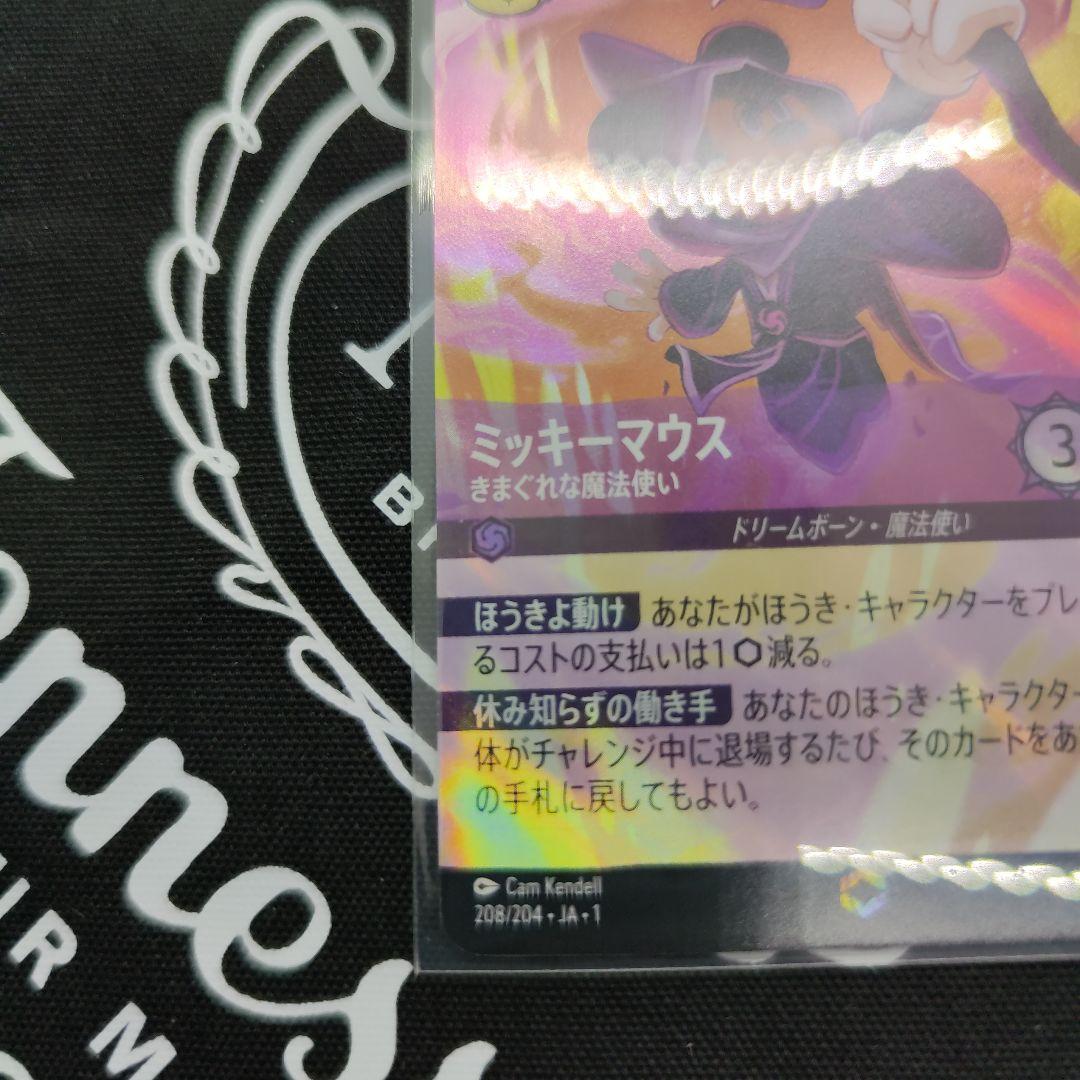 ミッキーマウス
きまぐれな魔法使い
3
ドリームボーン・魔法使い
ほうきよ動け あなたがほうき・キャラクターをプレ
るコストの支払いは1⬡減る。
休み知らずの働き手 あなたのほうき・キャラクター
体がチャレンジ中に退場するたび、そのカードをあ
の手札に戻してもよい。
Cam Kendell
208/204・JA・1